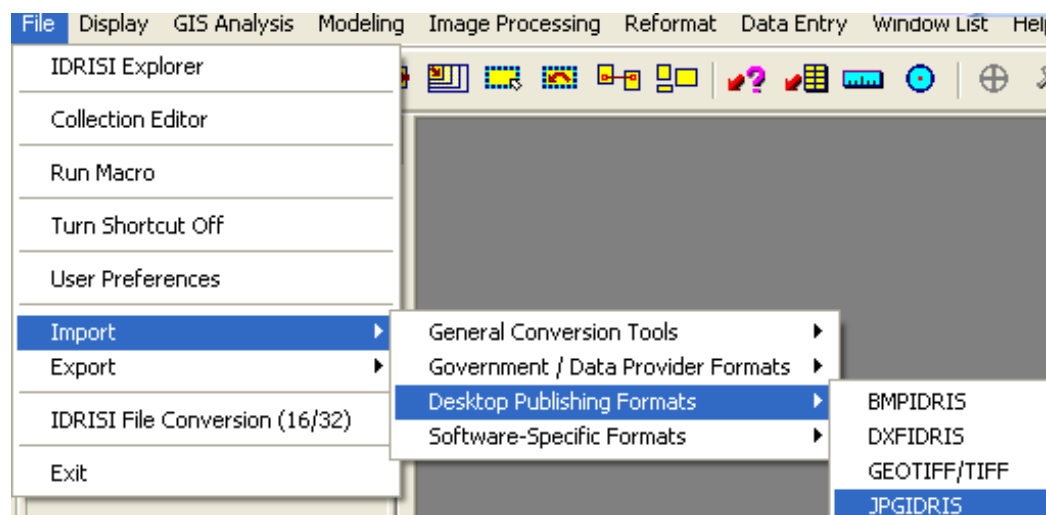 File Display GIS Analysis Modeling Image Processing Reformat Data Entry Window List Help
IDRISI Explorer
Collection Editor
Run Macro
Turn Shortcut Off
User Preferences
Import
Export
IDRISI File Conversion (16/32)
Exit
General Conversion Tools
Government / Data Provider Formats
Desktop Publishing Formats
Software-Specific Formats
BMPIDRIS
DXFIDRIS
GEOTIFF/TIFF
JPGIDRIS